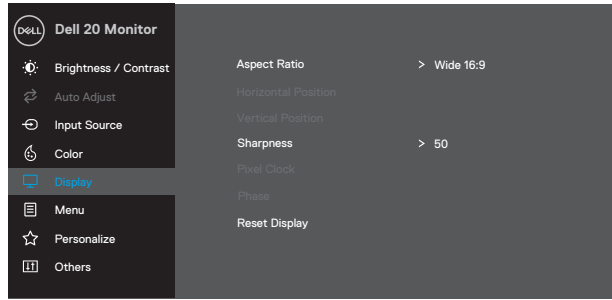 DELL
Dell 20 Monitor
Brightness / Contrast
Auto Adjust
Input Source
Color
Display
Menu
Personalize
Others
Aspect Ratio > Wide 16:9
Horizontal Position
Vertical Position
Sharpness > 50
Pixel Clock
Phase
Reset Display